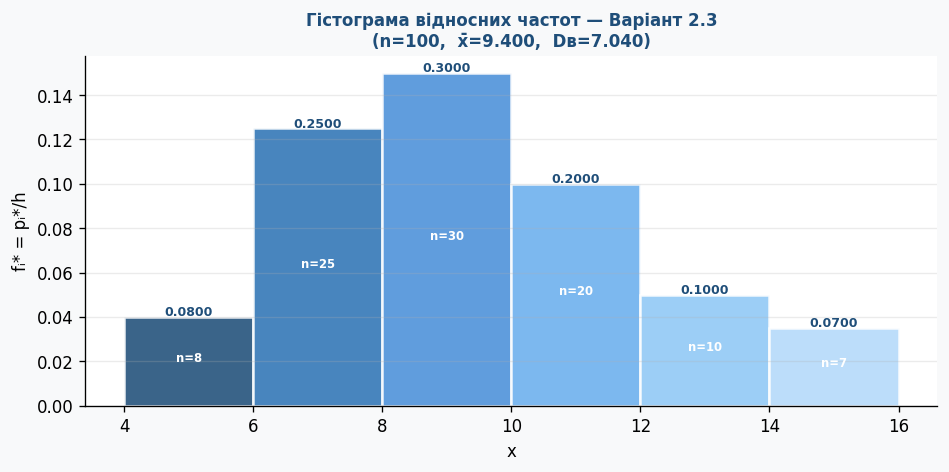 Гістограма відносних частот — Варіант 2.3
(n=100, x̄=9.400, Dв=7.040)
fᵢ* = pᵢ*/h
0.14
0.12
0.10
0.08
0.06
0.04
0.02
0.00
0.0800
0.2500
0.3000
0.2000
0.1000
0.0700
n=8
n=25
n=30
n=20
n=10
n=7
4 6 8 10 12 14 16
x